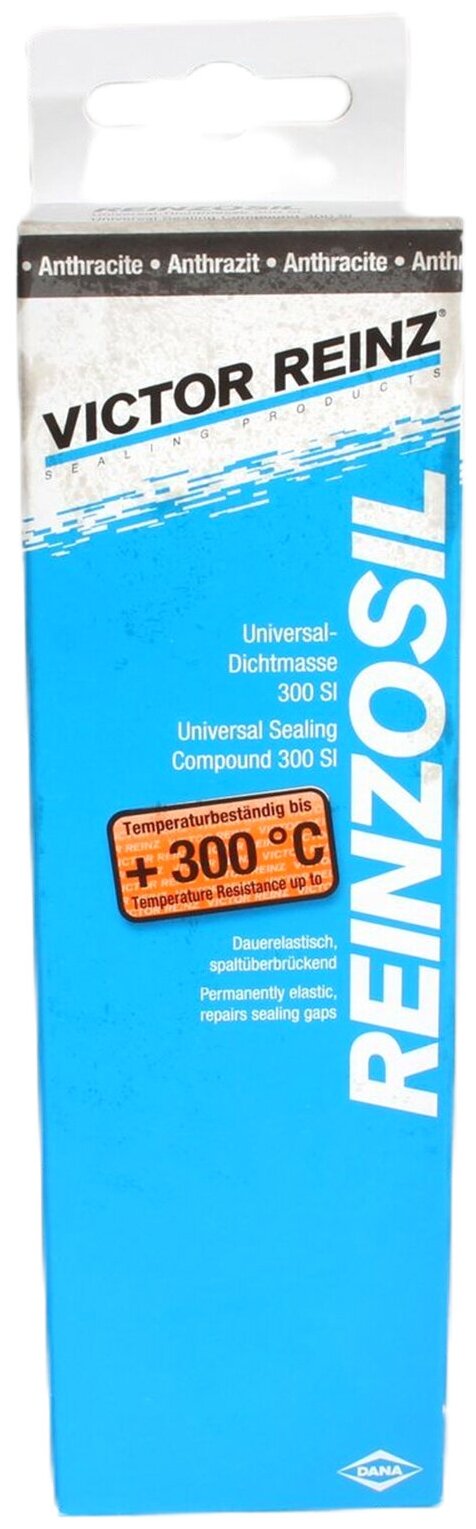 REINZOSIL
• Anthracite • Anthrazit • Anthracite • Anth
VICTOR REINZ®
SEALING PRODUCTS
REINZOSIL
Universal-
Dichtmasse
300 SI
Universal Sealing
Compound 300 SI
Temperaturbeständig bis
+ 300 °C
Temperature Resistance up to
Dauerelastisch,
spaltüberbrückend
Permanently elastic,
repairs sealing gaps
DANA